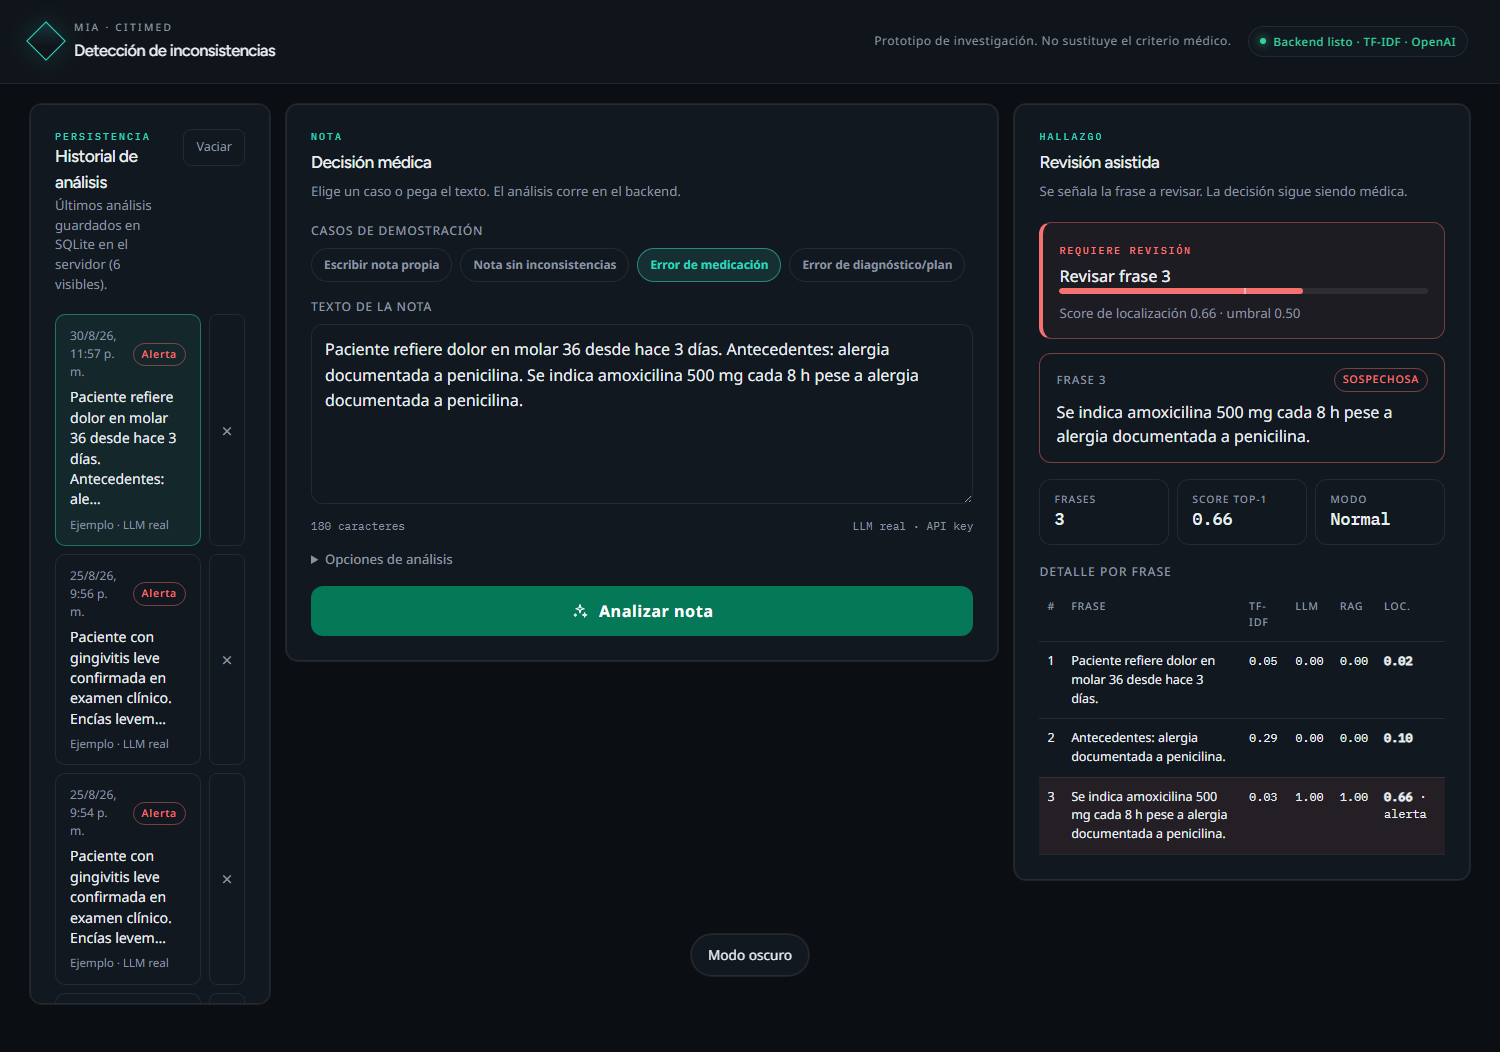 MIA · CITIMED
Detección de inconsistencias
Prototipo de investigación. No sustituye el criterio médico.
Backend listo · TF-IDF · OpenAI
PERSISTENCIA
Historial de
análisis
Vaciar
Últimos análisis
guardados en
SQLite en el
servidor (6
visibles).
30/8/26,
11:57 p.
m.
Alerta
Paciente refiere
dolor en molar
36 desde hace 3
días.
Antecedentes:
ale...
Ejemplo · LLM real
×
25/8/26,
9:56 p.
m.
Alerta
Paciente con
gingivitis leve
confirmada en
examen clínico.
Encías levem...
Ejemplo · LLM real
×
25/8/26,
9:54 p.
m.
Alerta
Paciente con
gingivitis leve
confirmada en
examen clínico.
Encías levem...
Ejemplo · LLM real
×
NOTA
Decisión médica
Elige un caso o pega el texto. El análisis corre en el backend.
CASOS DE DEMOSTRACIÓN
Escribir nota propia
Nota sin inconsistencias
Error de medicación
Error de diagnóstico/plan
TEXTO DE LA NOTA
Paciente refiere dolor en molar 36 desde hace 3 días. Antecedentes: alergia
documentada a penicilina. Se indica amoxicilina 500 mg cada 8 h pese a alergia
documentada a penicilina.
180 caracteres
LLM real · API key
Opciones de análisis
Analizar nota
HALLAZGO
Revisión asistida
Se señala la frase a revisar. La decisión sigue siendo médica.
REQUIERE REVISIÓN
Revisar frase 3
Score de localización 0.66 · umbral 0.50
FRASE 3
SOSPECHOSA
Se indica amoxicilina 500 mg cada 8 h pese a
alergia documentada a penicilina.
FRASES
3
SCORE TOP-1
0.66
MODO
Normal
DETALLE POR FRASE
# FRASE TF-IDF LLM RAG LOC.
1 Paciente refiere dolor en 0.05 0.00 0.00 0.02
molar 36 desde hace 3
días.
2 Antecedentes: alergia 0.29 0.00 0.00 0.10
documentada a penicilina.
3 Se indica amoxicilina 500 0.03 1.00 1.00 0.66 ·
mg cada 8 h pese a alergia alerta
documentada a penicilina.
Modo oscuro